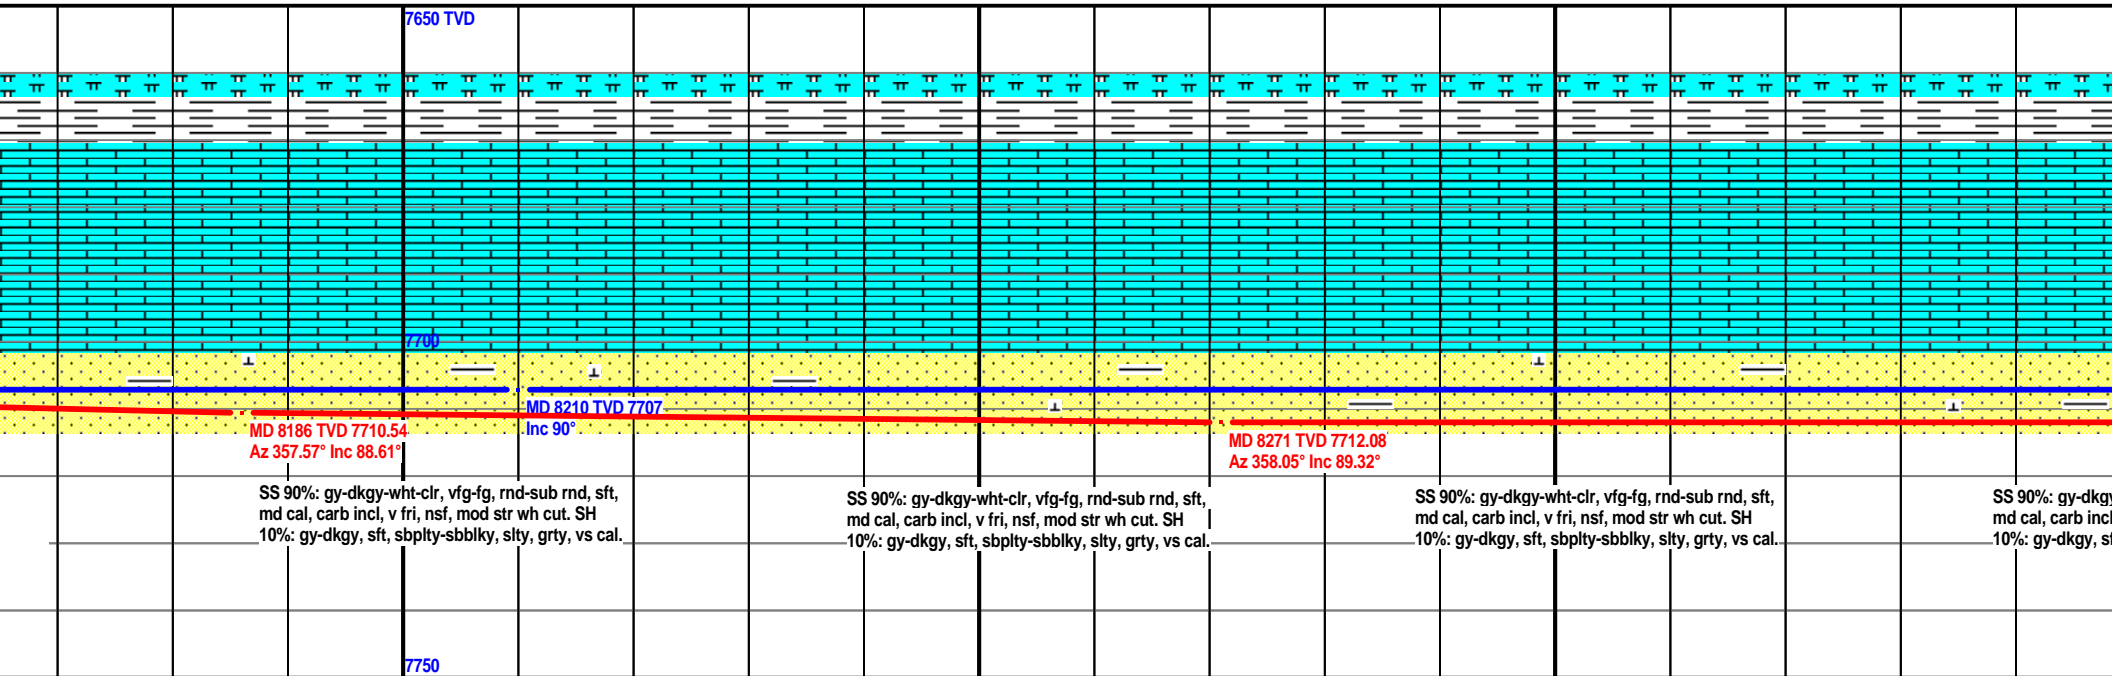 7650 TVD
7700
MD 8210 TVD 7707
Inc 90°
MD 8186 TVD 7710.54
Az 357.57° Inc 88.61°
MD 8271 TVD 7712.08
Az 358.05° Inc 89.32°
SS 90%: gy-dkgy-wht-clr, vfg-fg, rnd-sub rnd, sft,
md cal, carb incl, v fri, nsf, mod str wh cut. SH
10%: gy-dkgy, sft, sbplty-sbblky, slty, grty, vs cal.
SS 90%: gy-dkgy-wht-clr, vfg-fg, rnd-sub rnd, sft,
md cal, carb incl, v fri, nsf, mod str wh cut. SH
10%: gy-dkgy, sft, sbplty-sbblky, slty, grty, vs cal.
SS 90%: gy-dkgy-wht-clr, vfg-fg, rnd-sub rnd, sft,
md cal, carb incl, v fri, nsf, mod str wh cut. SH
10%: gy-dkgy, sft, sbplty-sbblky, slty, grty, vs cal.
SS 90%: gy-dkgy
md cal, carb incl
10%: gy-dkgy, sf
7750